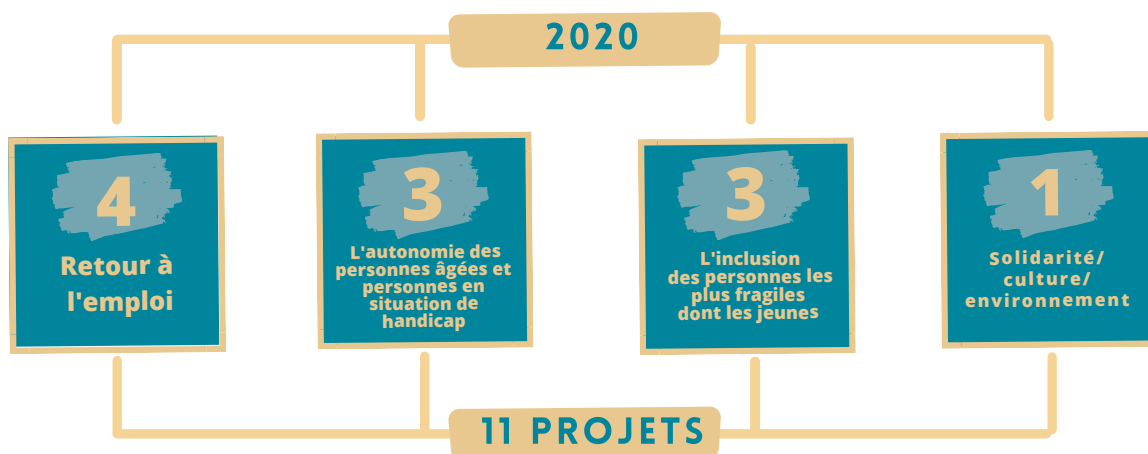 2020
4
Retour à
l'emploi
3
L'autonomie des
personnes âgées et
personnes en
situation de
handicap
3
L'inclusion
des personnes les
plus fragiles
dont les jeunes
1
Solidarité/
culture/
environnement
11 PROJETS